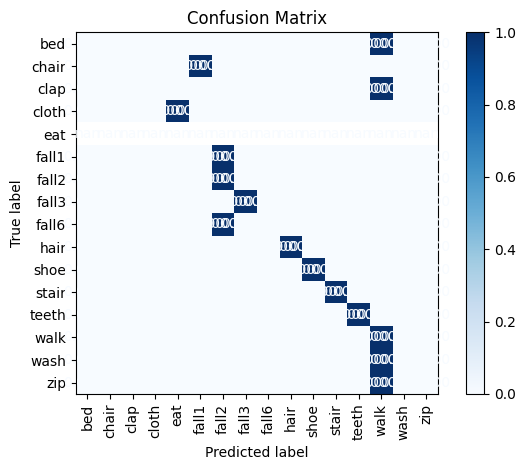 Confusion Matrix
bed
chair
clap
cloth
eat
fall1
fall2
fall3
fall6
hair
shoe
stair
teeth
walk
wash
zip
True label
bed
chair
clap
cloth
eat
fall1
fall2
fall3
fall6
hair
shoe
stair
teeth
walk
wash
zip
Predicted label
1.0
0.8
0.6
0.4
0.2
0.0